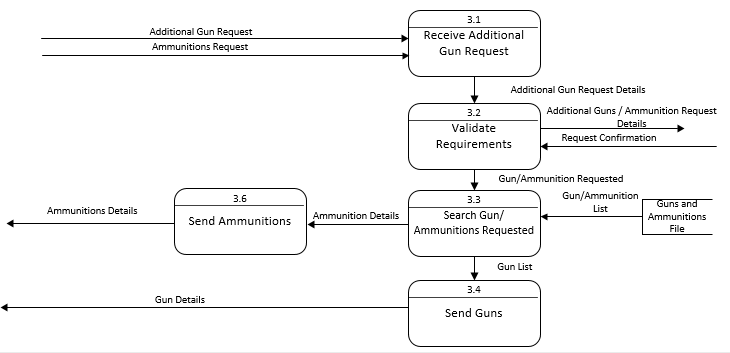 3.1
Additional Gun Request
Receive Additional
Gun Request
Ammunitions Request
Additional Gun Request Details
3.2
Validate
Requirements
Additional Guns / Ammunition Request
Details
Request Confirmation
Gun/Ammunition Requested
3.6
Send Ammunitions
Ammunitions Details
Ammunition Details
3.3
Search Gun/
Ammunitions Requested
Gun/Ammunition
List
Guns and
Ammunitions
File
Gun List
3.4
Send Guns
Gun Details